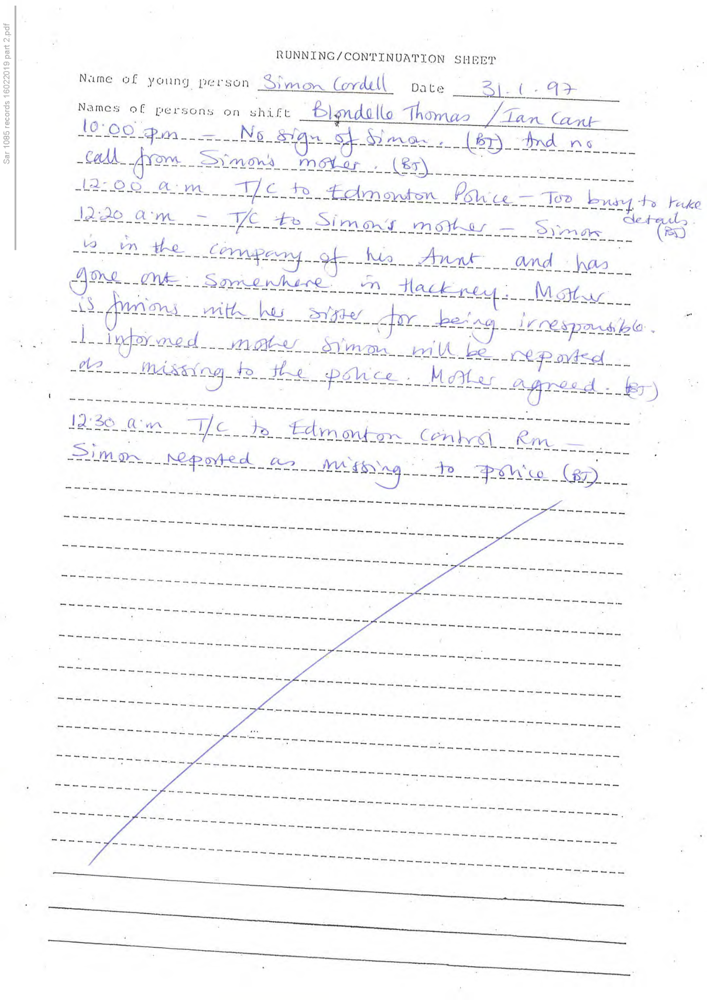 Sar 1085 records 16022019 part 2.pdf
RUNNING/CONTINUATION SHEET
Name of young person Simon Cordell Date 31.1.97
Names of persons on shift Blondelle Thomas / Ian Cant
10:00 pm – No sign of Simon. (BT) And no
call from Simon's mother. (BT)
12:00 a.m T/C to Edmonton Police – Too busy to take
details. (BT)
12:20 a.m – T/C to Simon's mother – Simon
is in the company of his Aunt and has
gone out somewhere in Hackney. Mother
is furious with her sister for being irresponsible.
I informed mother Simon will be reported
as missing to the police. Mother agreed. (BT)
12.30 a.m T/C to Edmonton Control Rm –
Simon reported as missing to police (BT)